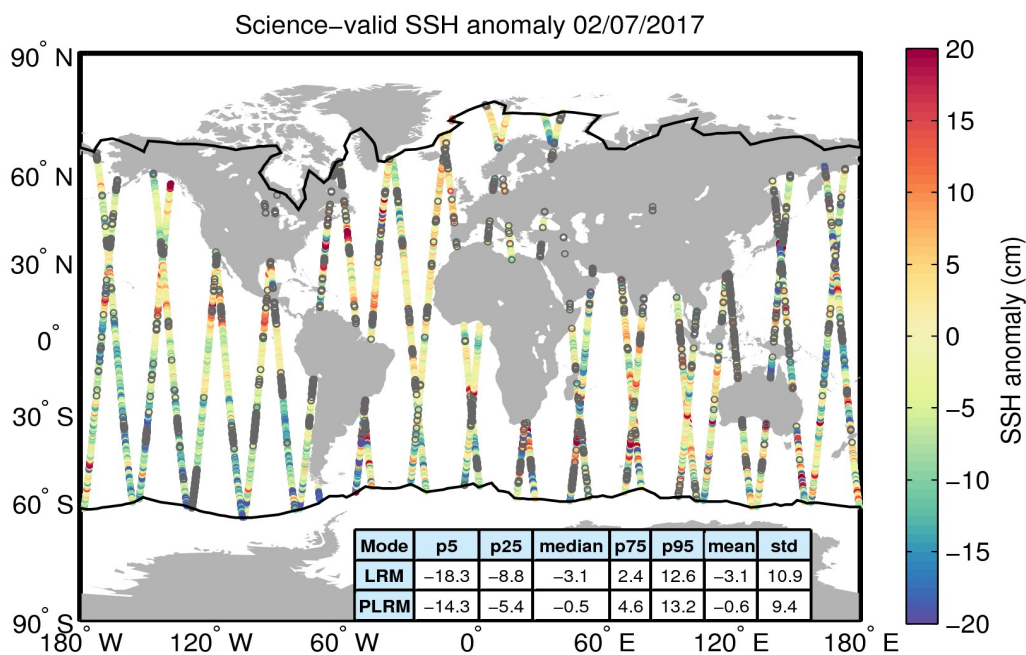 Science−valid SSH anomaly 02/07/2017
90° N
60° N
30° N
0°
30° S
60° S
90° S
180° W
120° W
60° W
0°
60° E
120° E
180° E
Mode p5 p25 median p75 p95 mean std
LRM −18.3 −8.8 −3.1 2.4 12.6 −3.1 10.9
PLRM −14.3 −5.4 −0.5 4.6 13.2 −0.6 9.4
20
15
10
5
0
−5
−10
−15
−20
SSH anomaly (cm)